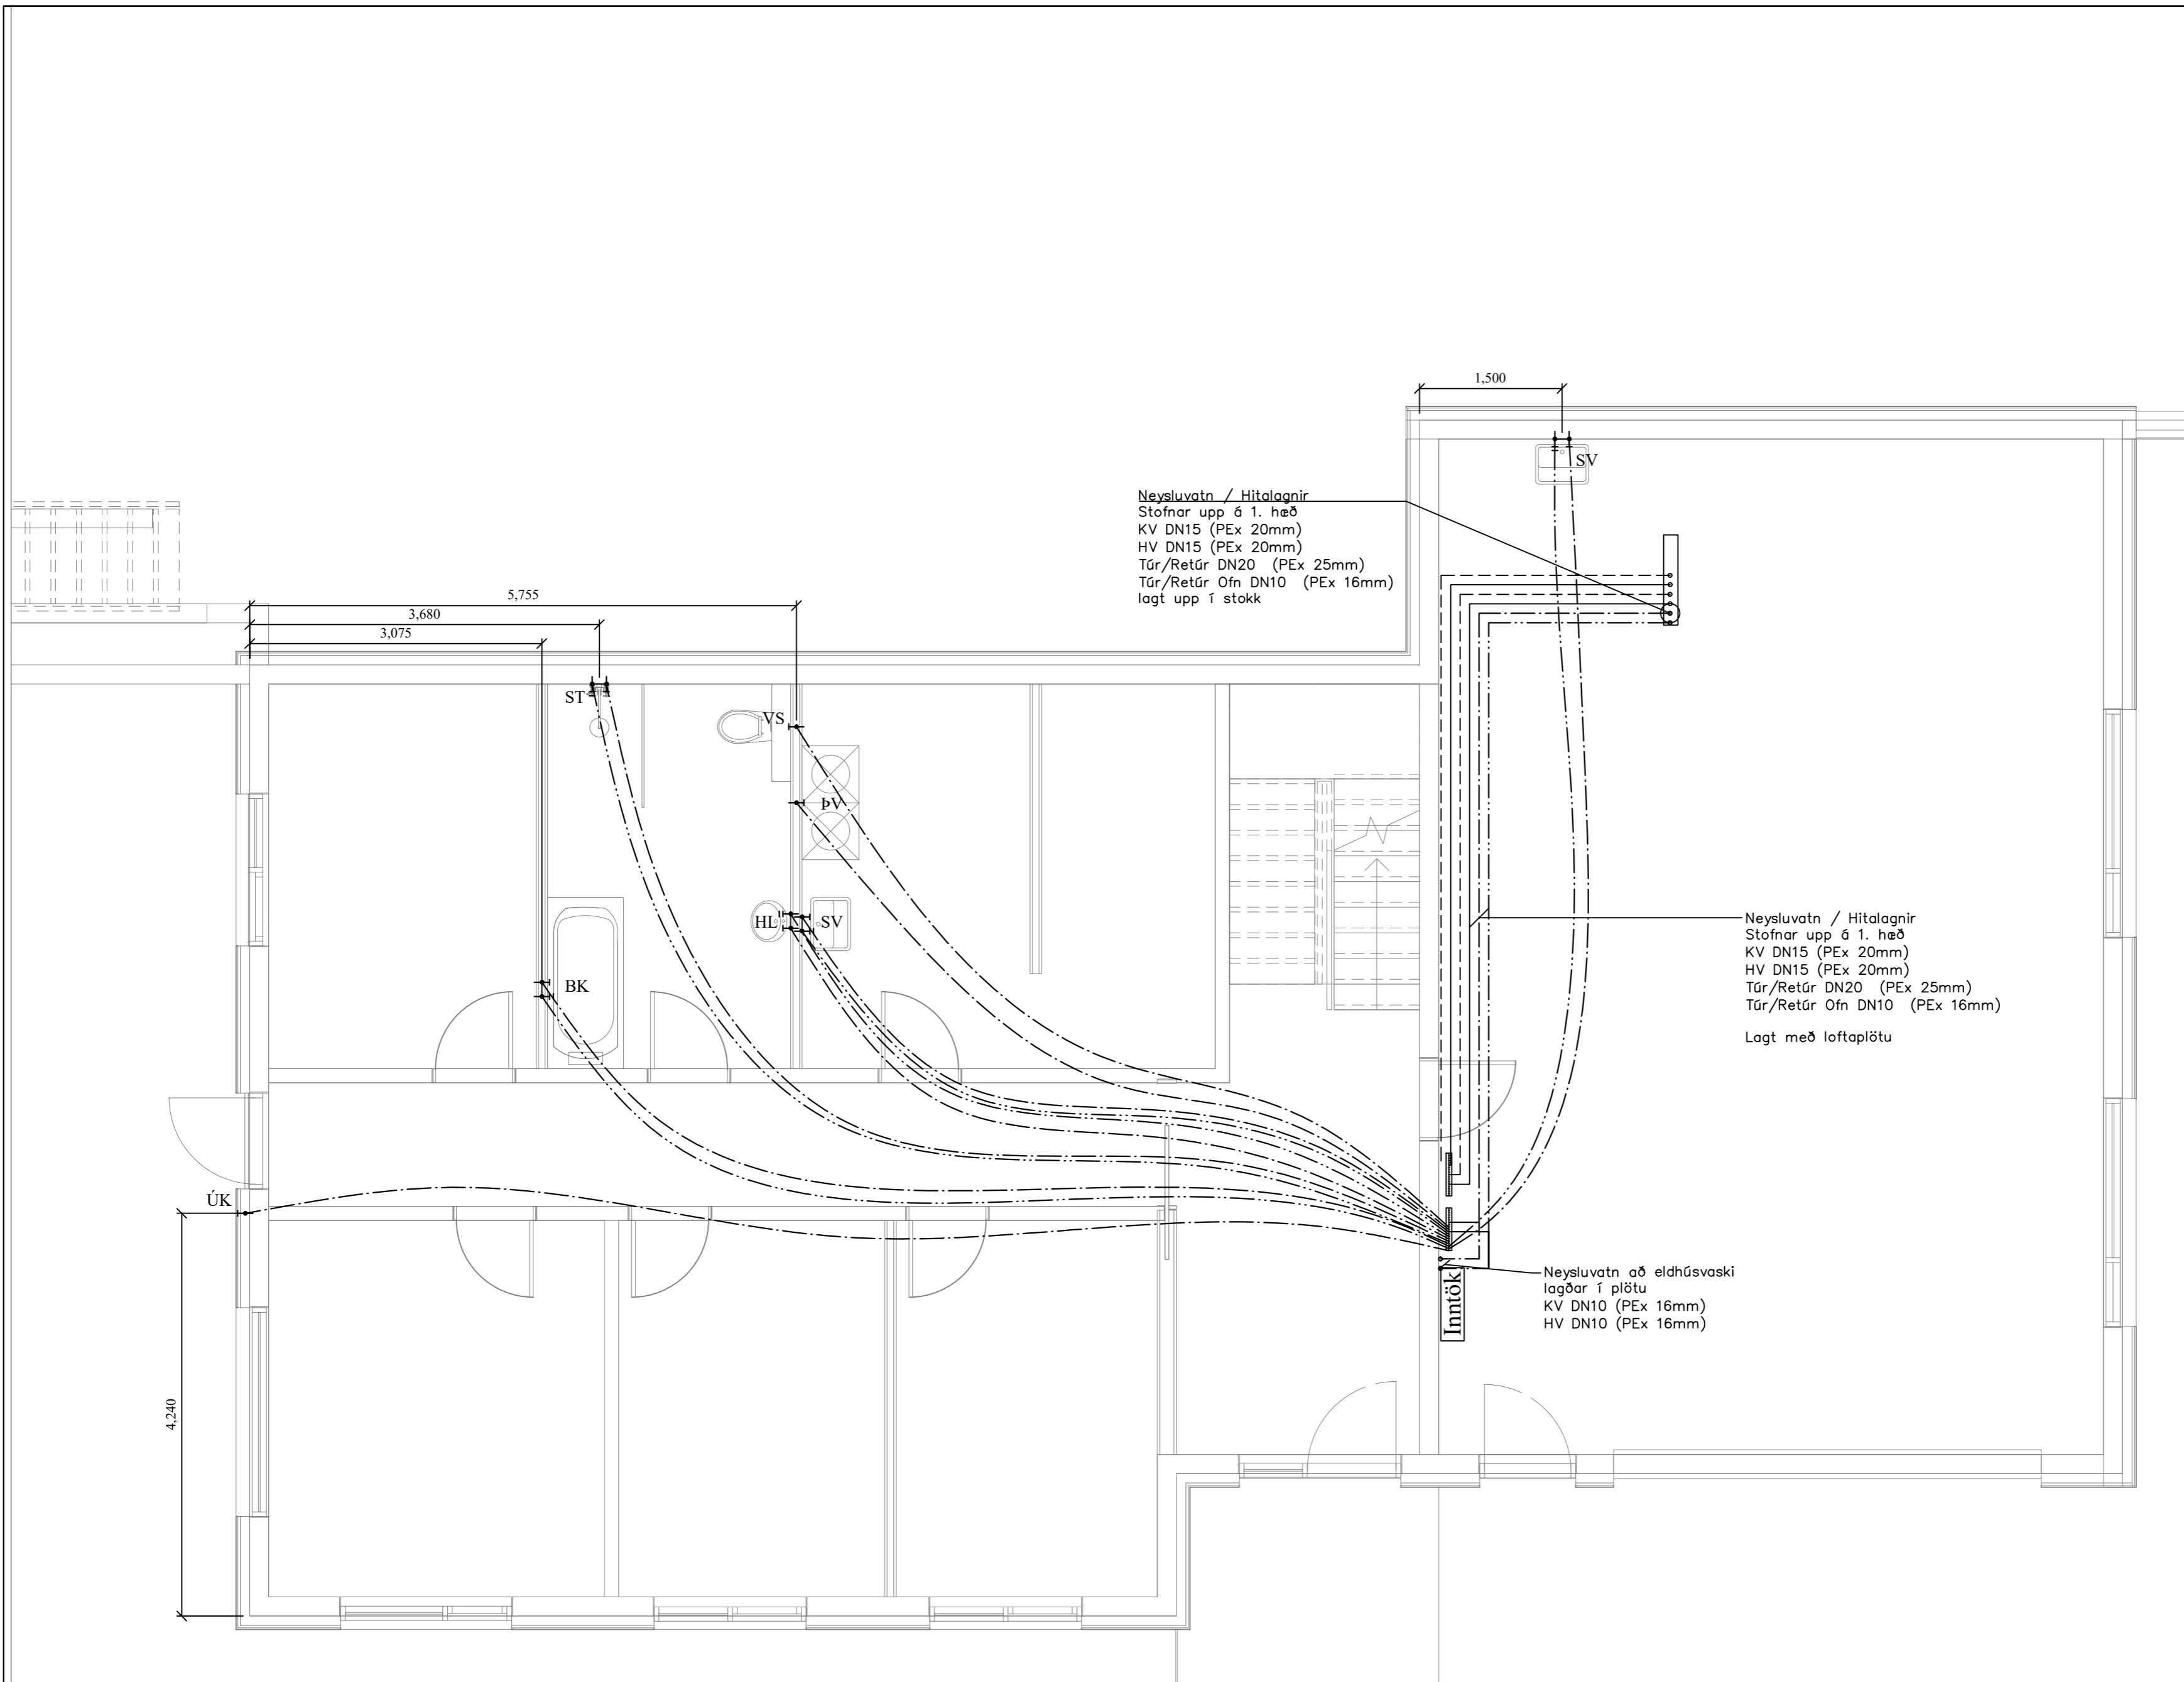 1,500
SV
Neysluvatn / Hitalagnir
Stofnar upp á 1. hæð
KV DN15 (PEx 20mm)
HV DN15 (PEx 20mm)
Túr/Retúr DN20 (PEx 25mm)
Túr/Retúr Ofn DN10 (PEx 16mm)
lagt upp í stokk
5,755
3,680
3,075
ST
VS
ÞV
HL
SV
BK
Neysluvatn / Hitalagnir
Stofnar upp á 1. hæð
KV DN15 (PEx 20mm)
HV DN15 (PEx 20mm)
Túr/Retúr DN20 (PEx 25mm)
Túr/Retúr Ofn DN10 (PEx 16mm)
Lagt með loftaplötu
ÚK
4,240
Inntök
Neysluvatn að eldhúsvaski
lagðar í plötu
KV DN10 (PEx 16mm)
HV DN10 (PEx 16mm)